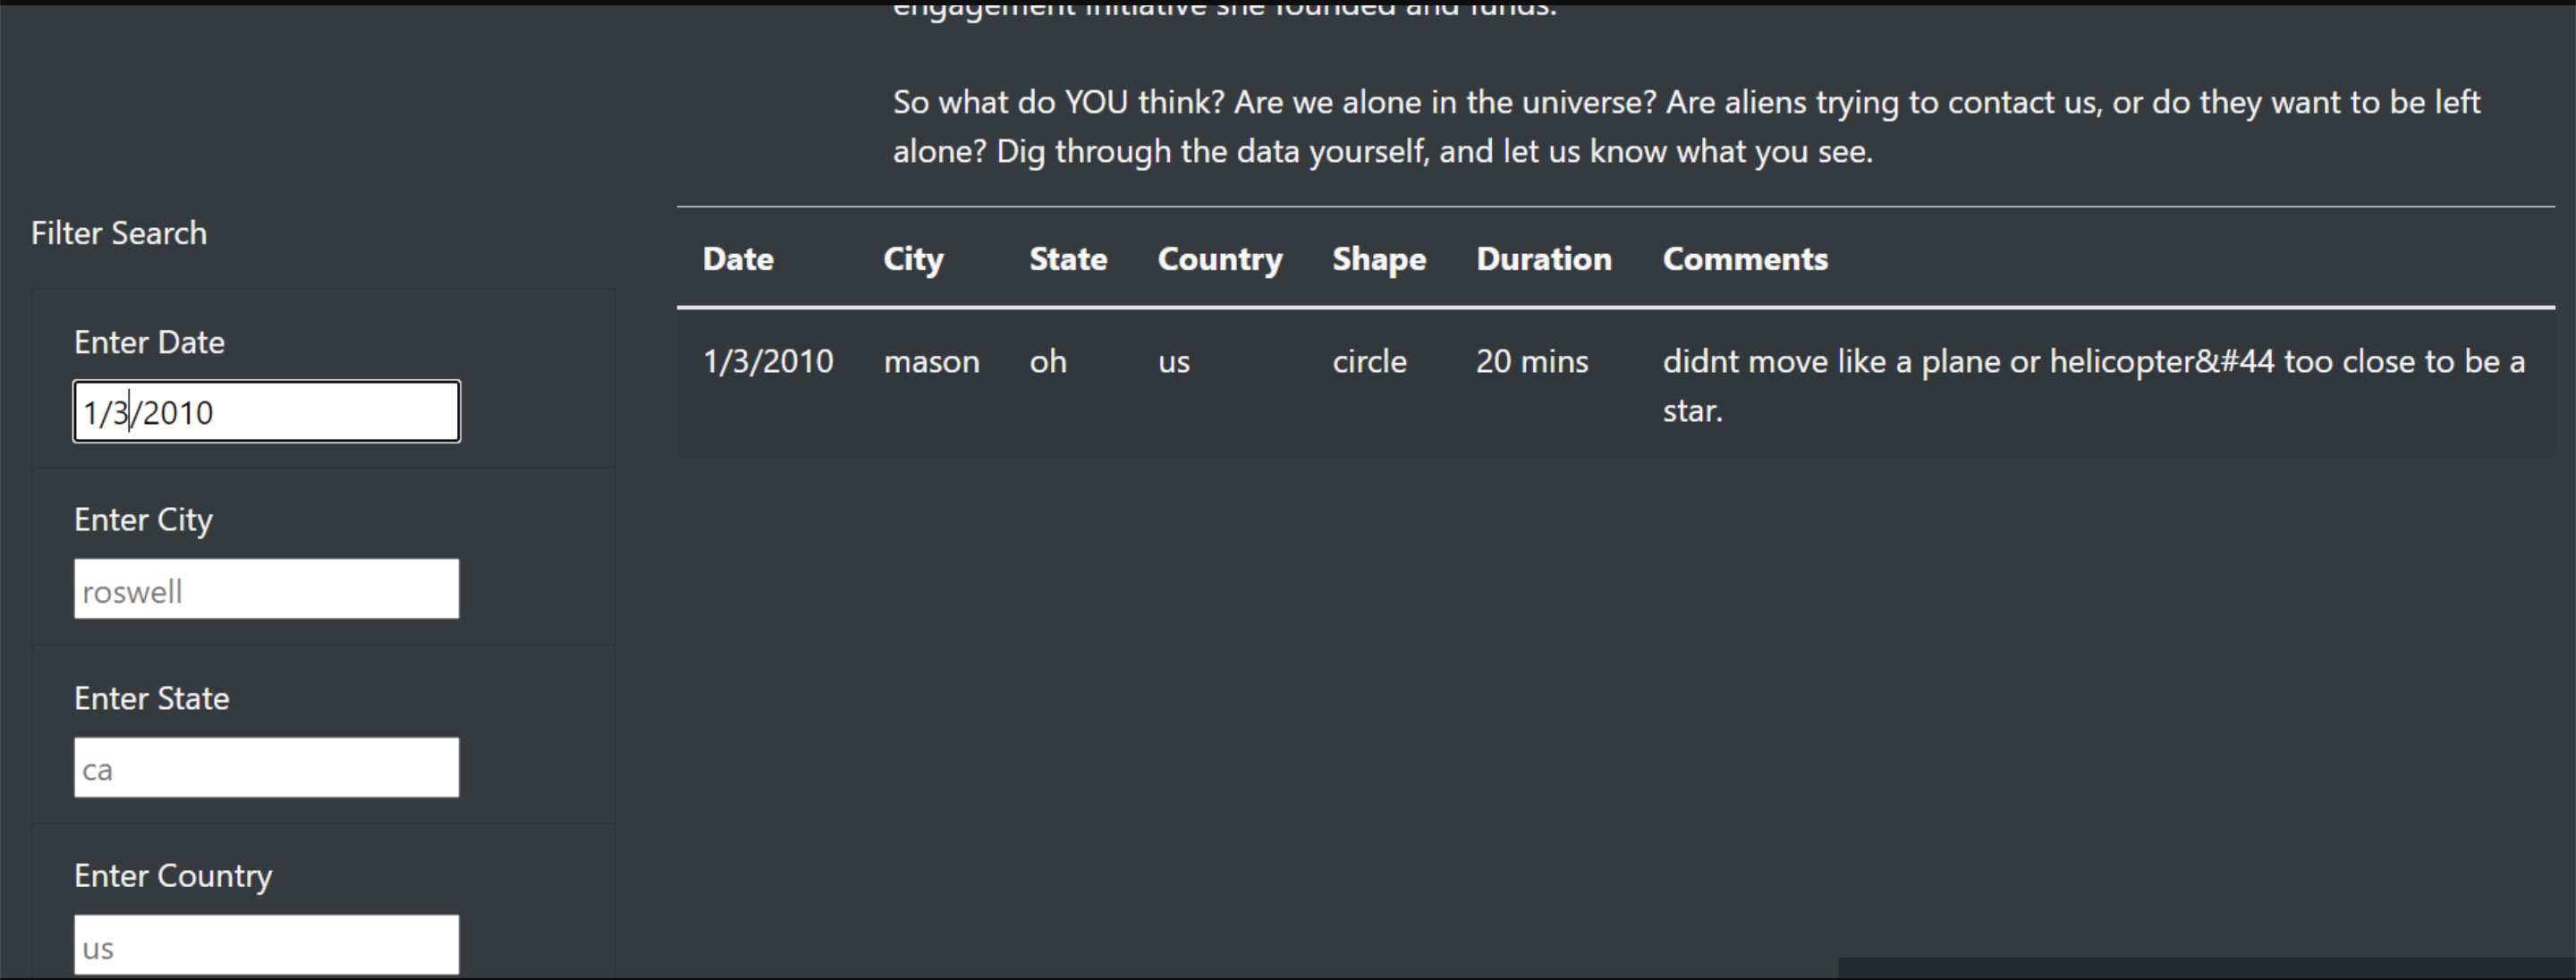 engagement initiative she founded and funds.
So what do YOU think? Are we alone in the universe? Are aliens trying to contact us, or do they want to be left
alone? Dig through the data yourself, and let us know what you see.
Filter Search
Enter Date
1/3/2010
Enter City
roswell
Enter State
ca
Enter Country
us
Date City State Country Shape Duration Comments
1/3/2010 mason oh us circle 20 mins didnt move like a plane or helicopter&#44 too close to be a
star.